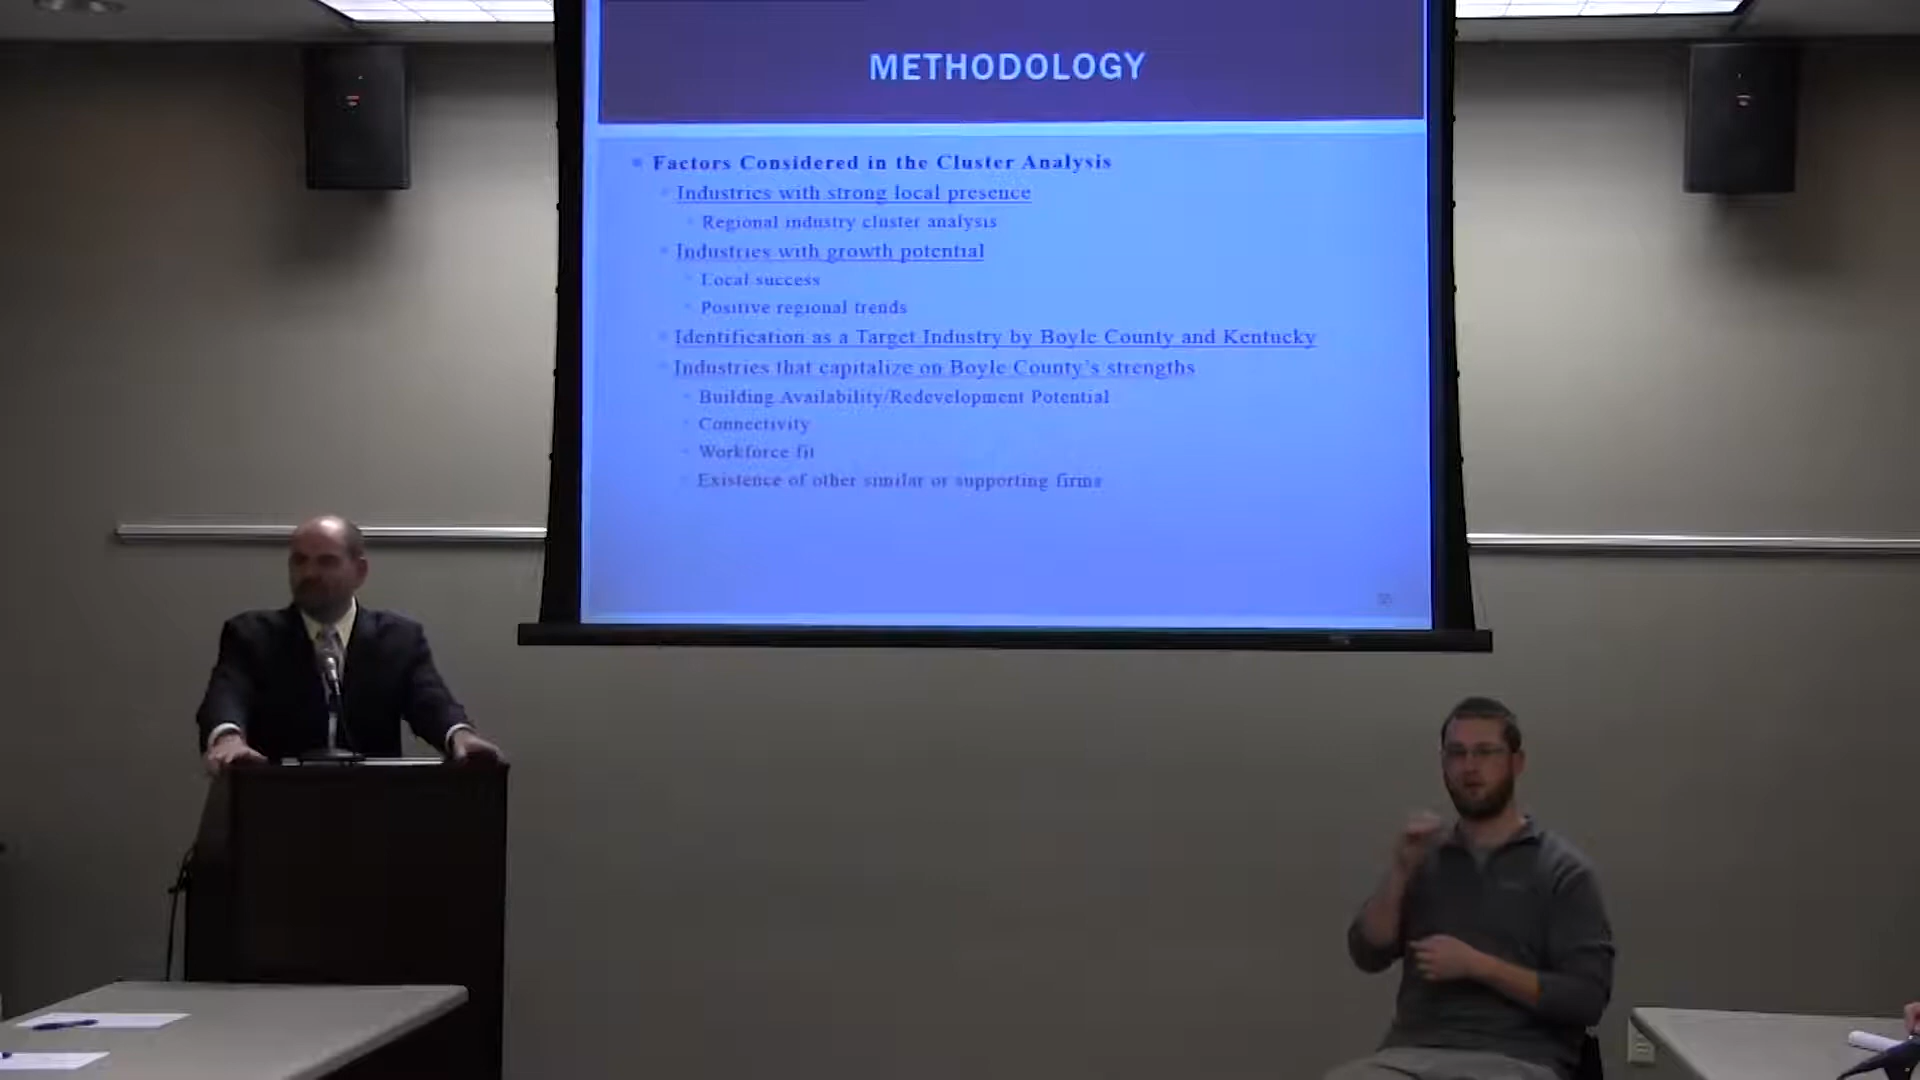 METHODOLOGY
Factors Considered in the Cluster Analysis
Industries with strong local presence
Regional industry cluster analysis
Industries with growth potential
Local success
Positive regional trends
Identification as a Target Industry by Boyle County and Kentucky
Industries that capitalize on Boyle County's strengths
Building Availability/Redevelopment Potential
Connectivity
Workforce fit
Existence of other similar or supporting firms